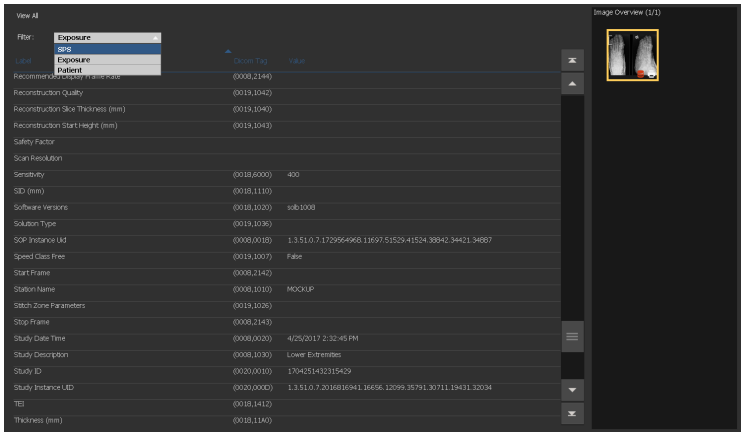 View All
Image Overview (1/1)
Filter: Exposure
SPS
Exposure
Patient
Label Dicom Tag Value
Recommended Display Frame Rate (0008,2144)
Reconstruction Quality (0019,1042)
Reconstruction Slice Thickness (mm) (0019,1040)
Reconstruction Start Height (mm) (0019,1043)
Safety Factor
Scan Resolution
Sensitivity (0018,6000) 400
SID (mm) (0018,1110)
Software Versions (0018,1020) solb1008
Solution Type (0019,1036)
SOP Instance Uid (0008,0018) 1.3.51.0.7.1729564968.11697.51529.41524.38842.34421.34887
Speed Class Free (0019,1007) False
Start Frame (0008,2142)
Station Name (0008,1010) MOCKUP
Stitch Zone Parameters (0019,1026)
Stop Frame (0008,2143)
Study Date Time (0008,0020) 4/25/2017 2:32:45 PM
Study Description (0008,1030) Lower Extremities
Study ID (0020,0010) 1704251432315429
Study Instance UID (0020,000D) 1.3.51.0.7.2016816941.16656.12099.35791.30711.19431.32034
TEI (0018,1412)
Thickness (mm) (0018,11A0)